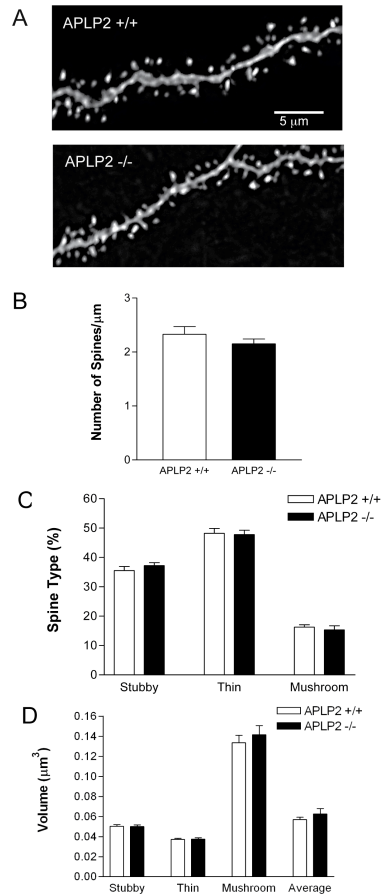 A
APLP2 +/+
5 μm
APLP2 -/-
B
Number of Spines/μm
3
2
1
0
APLP2 +/+ APLP2 -/-
C
Spine Type (%)
60
50
40
30
20
10
0
APLP2 +/+
APLP2 -/-
Stubby Thin Mushroom
D
Volume (μm³)
0.16
0.14
0.12
0.10
0.08
0.06
0.04
0.02
0.00
APLP2 +/+
APLP2 -/-
Stubby Thin Mushroom Average